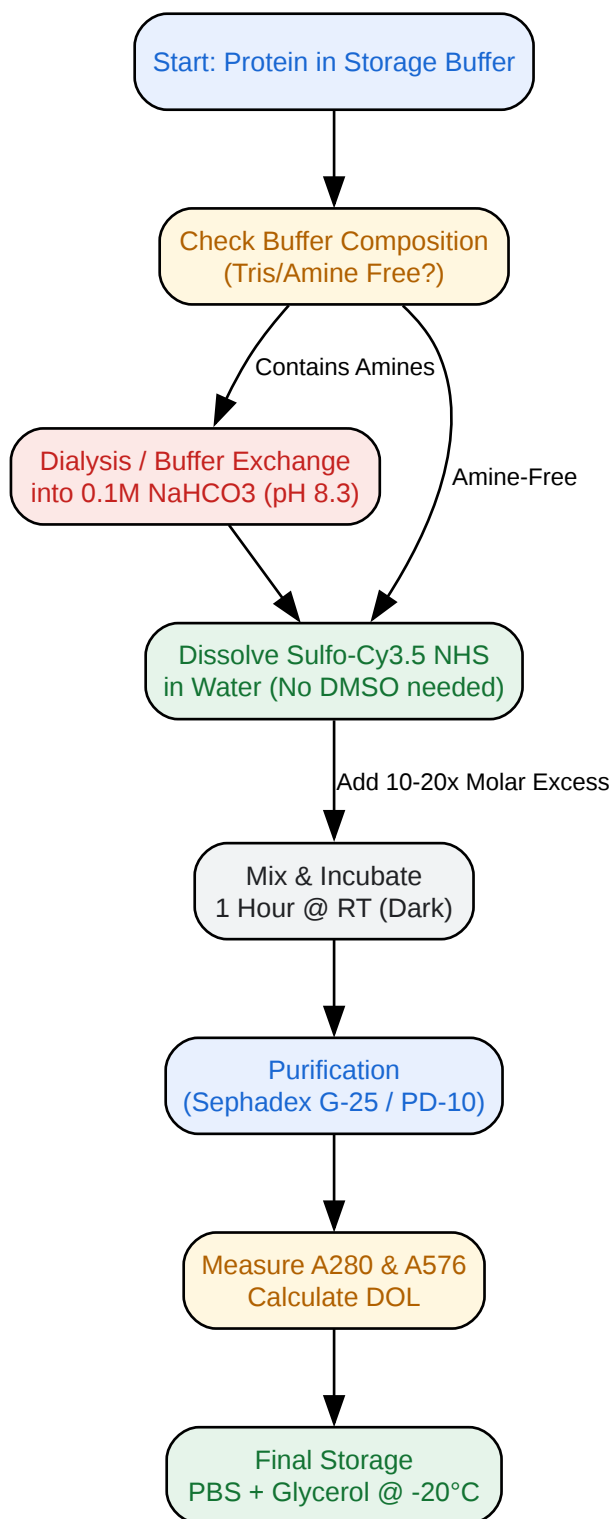 Start: Protein in Storage Buffer
Check Buffer Composition
(Tris/Amine Free?)
Contains Amines
Dialysis / Buffer Exchange
into 0.1M NaHCO3 (pH 8.3)
Amine-Free
Dissolve Sulfo-Cy3.5 NHS
in Water (No DMSO needed)
Add 10-20x Molar Excess
Mix & Incubate
1 Hour @ RT (Dark)
Purification
(Sephadex G-25 / PD-10)
Measure A280 & A576
Calculate DOL
Final Storage
PBS + Glycerol @ -20°C